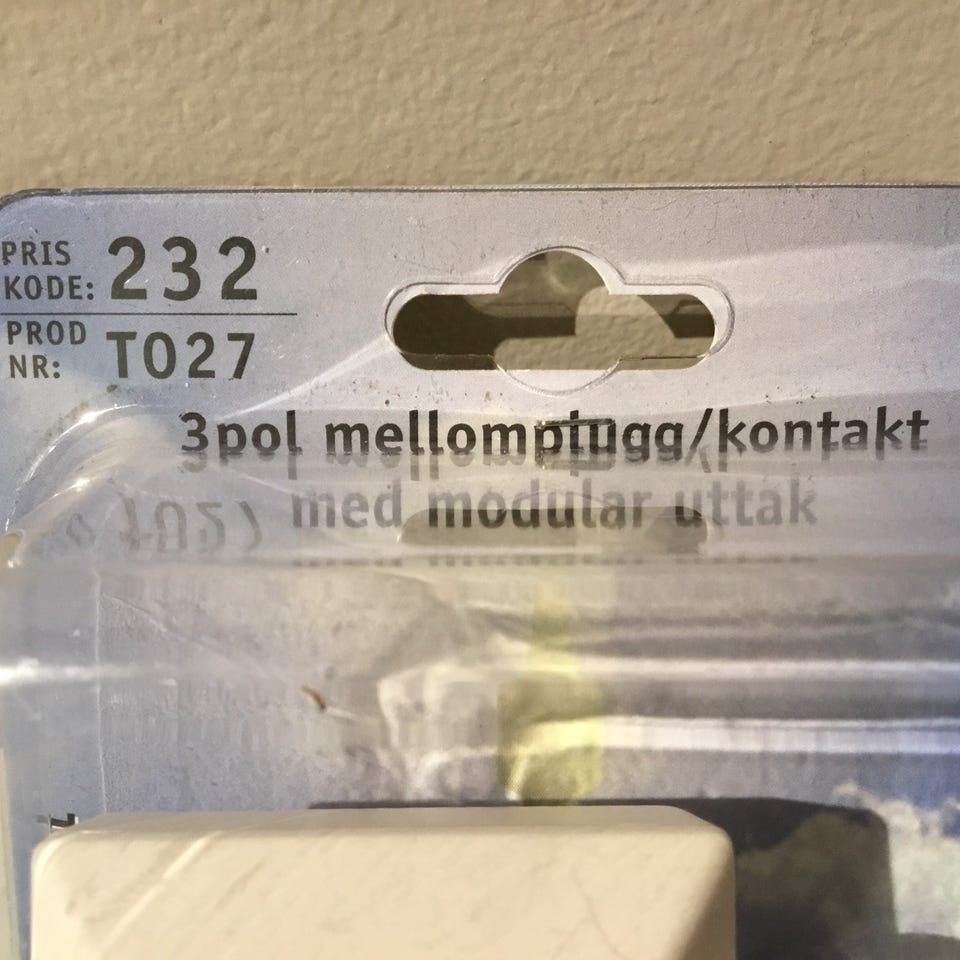 PRIS
KODE: 232
PROD
NR: T027
3pol mellomplugg/kontakt
med modular uttak